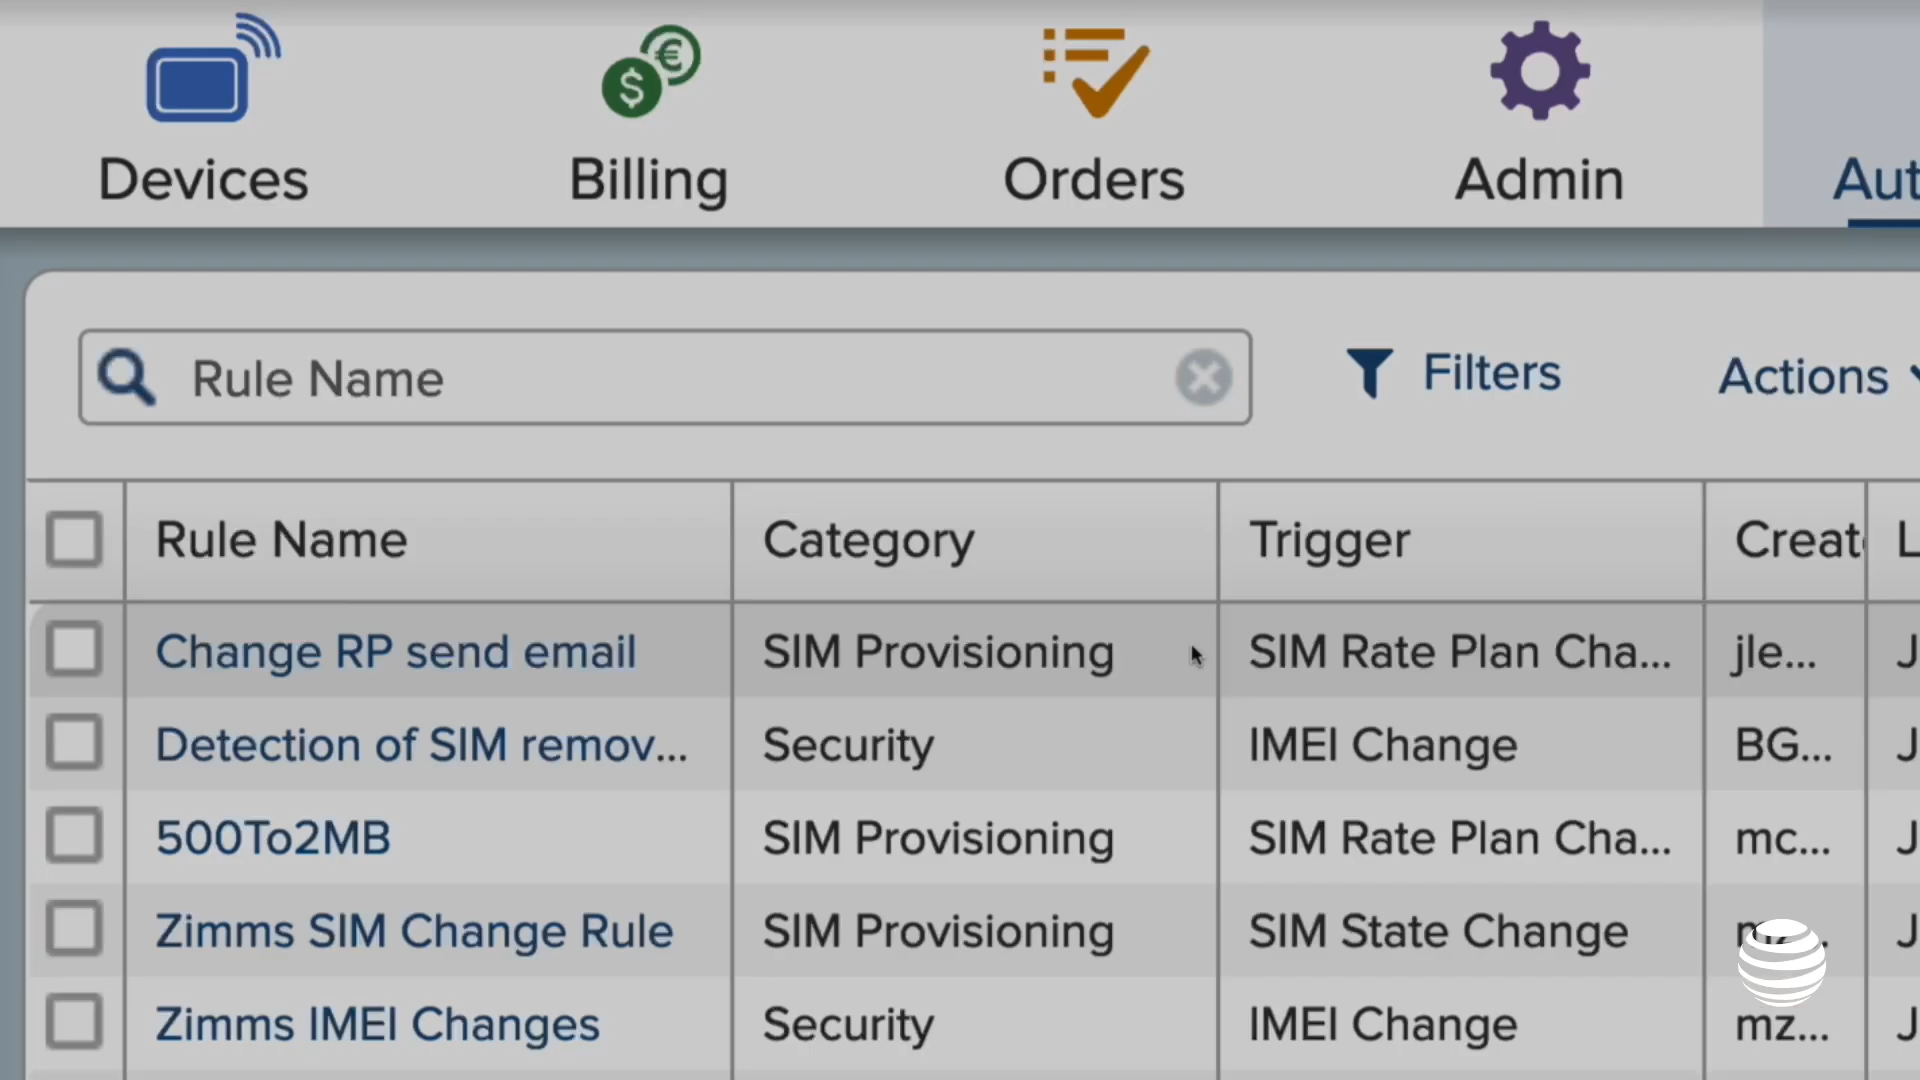 Devices Billing Orders Admin Aut
Rule Name Filters Actions
Rule Name Category Trigger Creat L
Change RP send email SIM Provisioning SIM Rate Plan Cha... jle... J
Detection of SIM remov... Security IMEI Change BG... J
500To2MB SIM Provisioning SIM Rate Plan Cha... mc... J
Zimms SIM Change Rule SIM Provisioning SIM State Change J
Zimms IMEI Changes Security IMEI Change mz... J